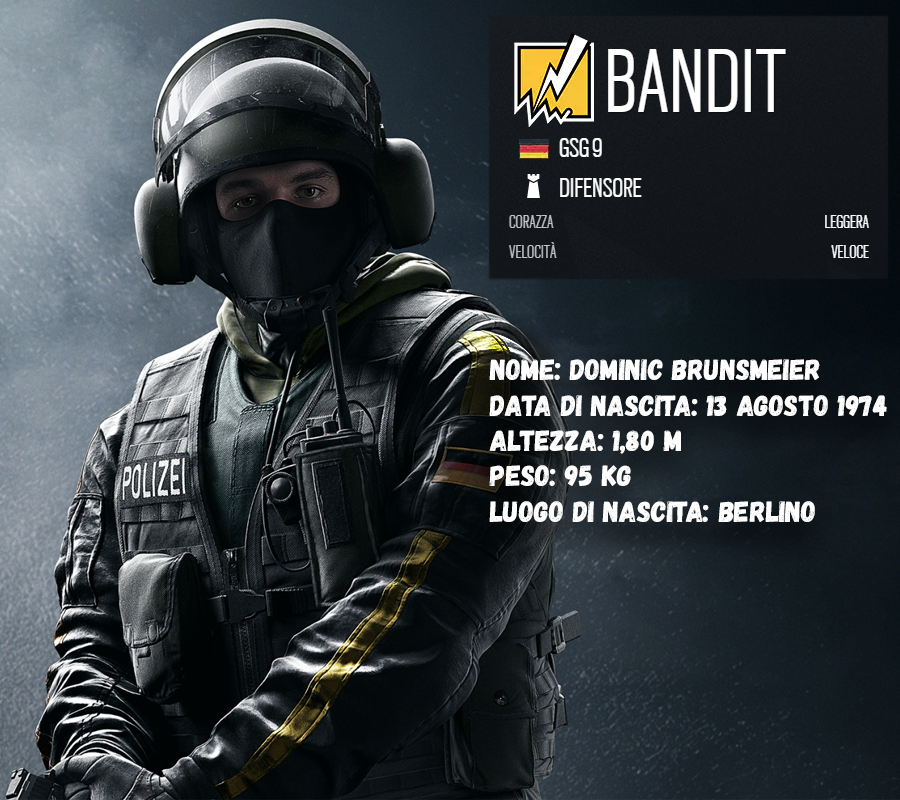 BANDIT
GSG 9
DIFENSORE
CORAZZA LEGGERA
VELOCITÀ VELOCE
NOME: DOMINIC BRUNSMEIER
DATA DI NASCITA: 13 AGOSTO 1974
ALTEZZA: 1,80 M
PESO: 95 KG
LUOGO DI NASCITA: BERLINO
POLIZEI